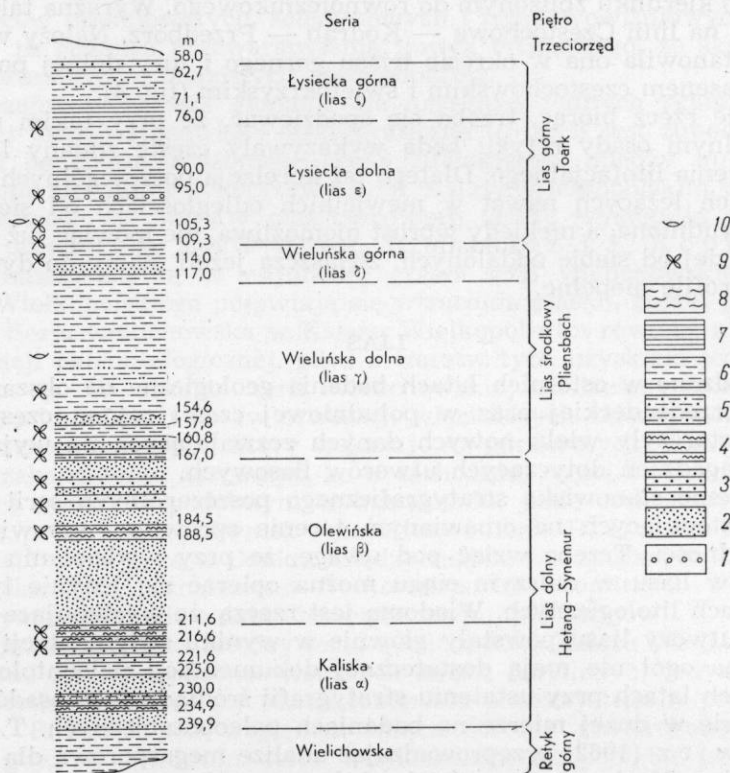 Seria
Piętro
Trzeciorzęd
m
58,0
62,7
71,1
76,0
90,0
95,0
105,3
109,3
114,0
117,0
154,6
157,8
160,8
167,0
184,5
188,5
211,6
216,6
225,0
230,0
234,9
239,9
Łysiecka górna
(lias ζ)
Łysiecka dolna
(lias ε)
Wieluńska górna
(lias δ)
Wieluńska dolna
(lias γ)
Olewińska
(lias β)
Kaliska
(lias α)
Wielichowska
Lias górny
Toark
Lias środkowy
Pliensbach
Lias dolny
Hetang—Synemur
Retyk
górny
10
9
8
7
6
5
4
3
2
1